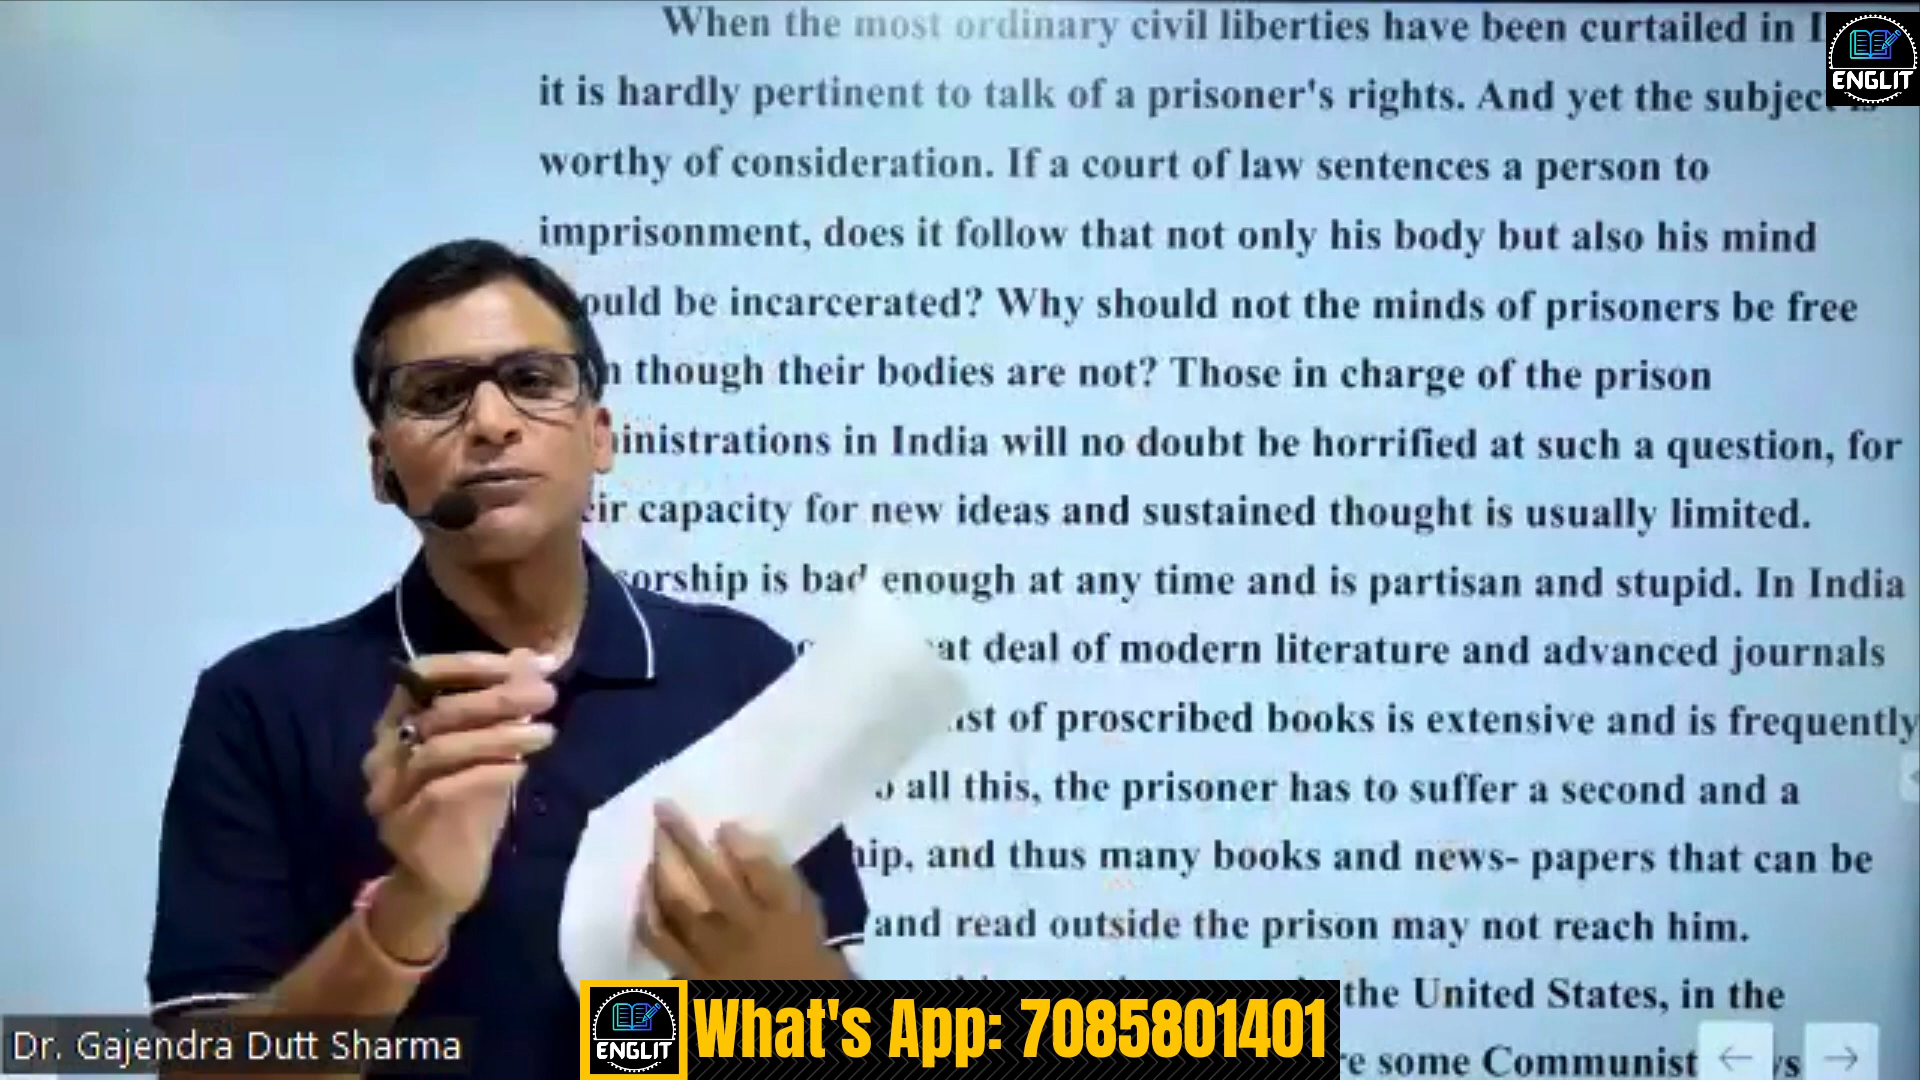 When the most ordinary civil liberties have been curtailed in
it is hardly pertinent to talk of a prisoner's rights. And yet the subject is
worthy of consideration. If a court of law sentences a person to
imprisonment, does it follow that not only his body but also his mind
be incarcerated? Why should not the minds of prisoners be free
though their bodies are not? Those in charge of the prison
in India will no doubt be horrified at such a question, for
capacity for new ideas and sustained thought is usually limited.
is bad enough at any time and is partisan and stupid. In India
deal of modern literature and advanced journals
of proscribed books is extensive and is frequently
all this, the prisoner has to suffer a second and a
and thus many books and news- papers that can be
and read outside the prison may not reach him.
the United States, in the
some Communist
ENGLIT
Dr. Gajendra Dutt Sharma
ENGLIT
What's App: 7085801401